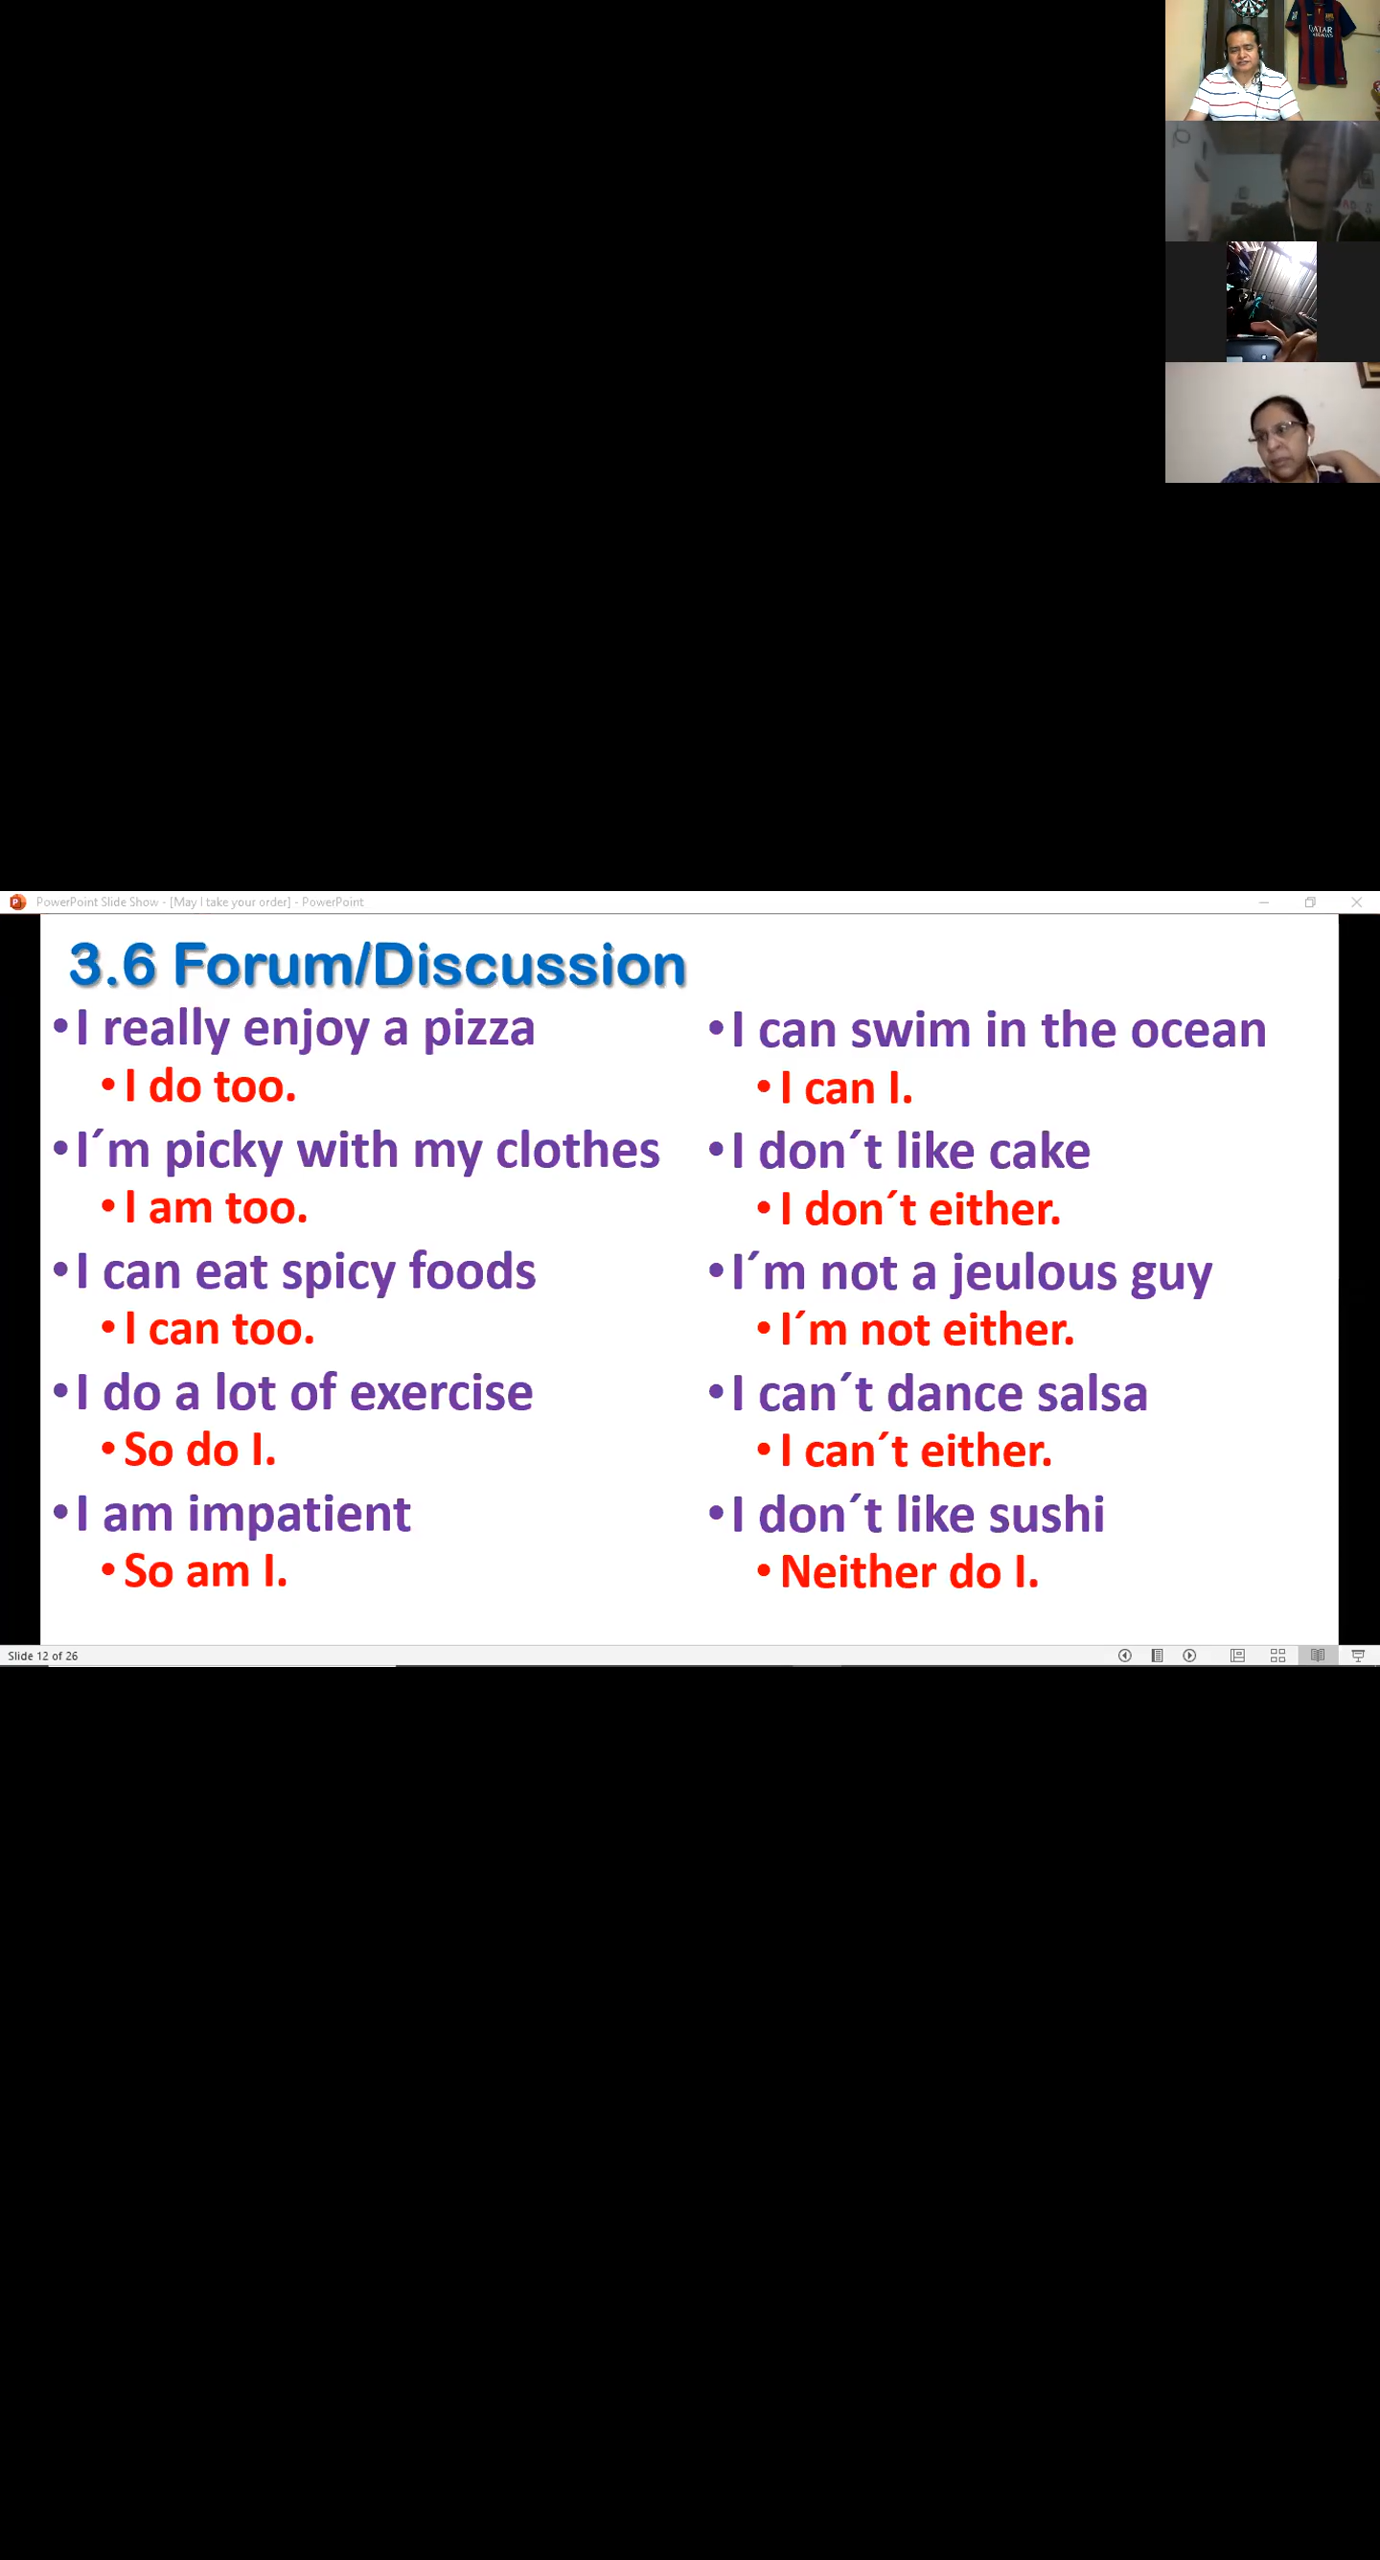 QATAR
AIRWAYS
PowerPoint Slide Show - [May I take your order] - PowerPoint
3.6 Forum/Discussion
•I really enjoy a pizza
•I do too.
•I´m picky with my clothes
•I am too.
•I can eat spicy foods
•I can too.
•I do a lot of exercise
•So do I.
•I am impatient
•So am I.
•I can swim in the ocean
•I can I.
•I don´t like cake
•I don´t either.
•I´m not a jeulous guy
•I´m not either.
•I can´t dance salsa
•I can´t either.
•I don´t like sushi
•Neither do I.
Slide 12 of 26